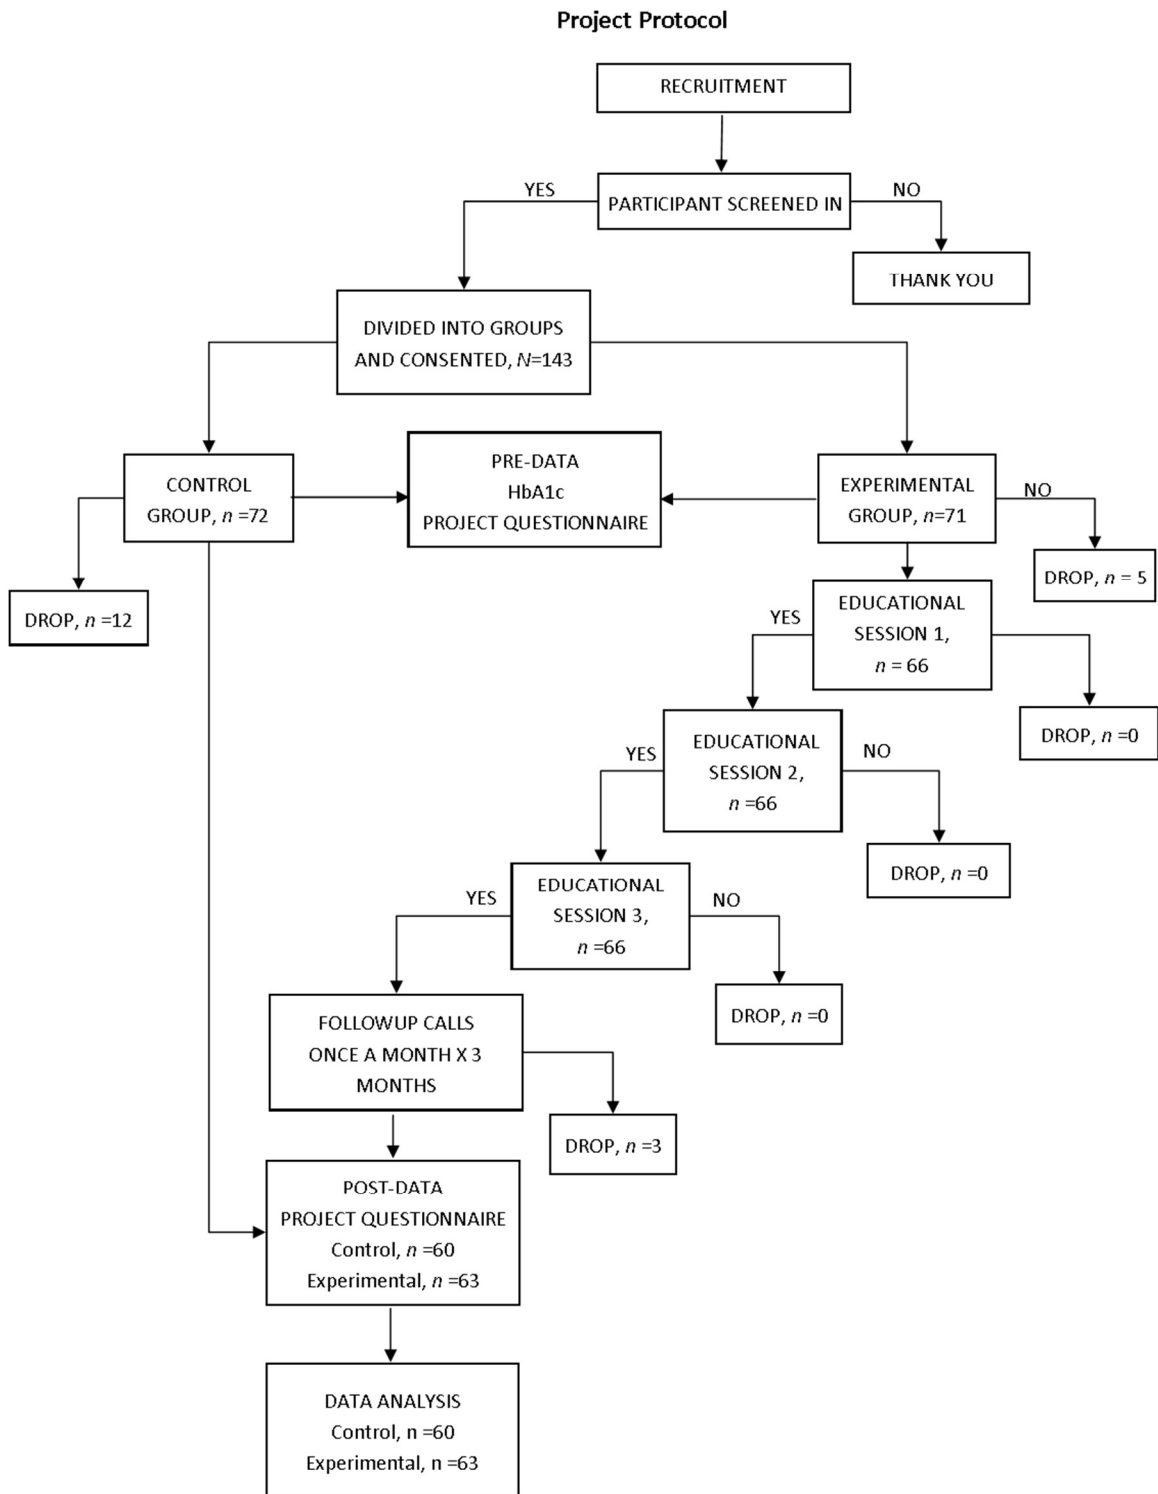 Project Protocol
RECRUITMENT
YES
PARTICIPANT SCREENED IN
NO
THANK YOU
DIVIDED INTO GROUPS
AND CONSENTED, N=143
CONTROL
GROUP, n =72
PRE-DATA
HbA1c
PROJECT QUESTIONNAIRE
EXPERIMENTAL
GROUP, n=71
NO
DROP, n = 5
DROP, n =12
YES
EDUCATIONAL
SESSION 1,
n = 66
DROP, n =0
YES
EDUCATIONAL
SESSION 2,
n =66
NO
DROP, n =0
YES
EDUCATIONAL
SESSION 3,
n =66
NO
DROP, n =0
FOLLOWUP CALLS
ONCE A MONTH X 3
MONTHS
DROP, n =3
POST-DATA
PROJECT QUESTIONNAIRE
Control, n =60
Experimental, n =63
DATA ANALYSIS
Control, n =60
Experimental, n =63